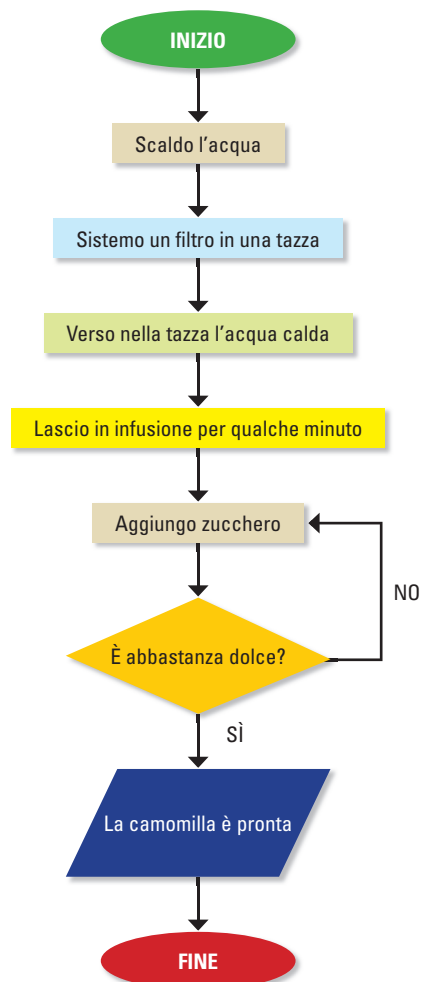 INIZIO
Scaldo l'acqua
Sistemo un filtro in una tazza
Verso nella tazza l'acqua calda
Lascio in infusione per qualche minuto
Aggiungo zucchero
NO
È abbastanza dolce?
SÌ
La camomilla è pronta
FINE